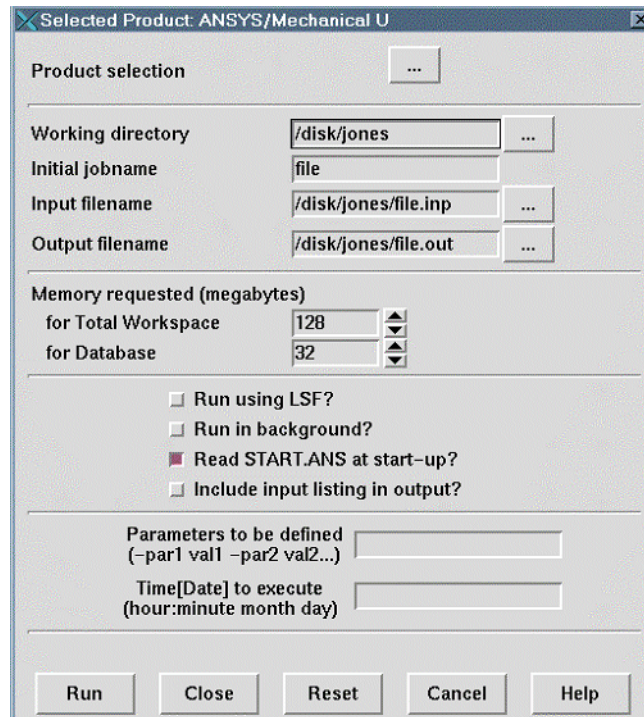 Selected Product: ANSYS/Mechanical U
Product selection ...
Working directory /disk/jones ...
Initial jobname file
Input filename /disk/jones/file.inp ...
Output filename /disk/jones/file.out ...
Memory requested (megabytes)
for Total Workspace 128
for Database 32
Run using LSF?
Run in background?
Read START.ANS at start-up?
Include input listing in output?
Parameters to be defined
(-par1 val1 -par2 val2...)
Time[Date] to execute
(hour:minute month day)
Run Close Reset Cancel Help